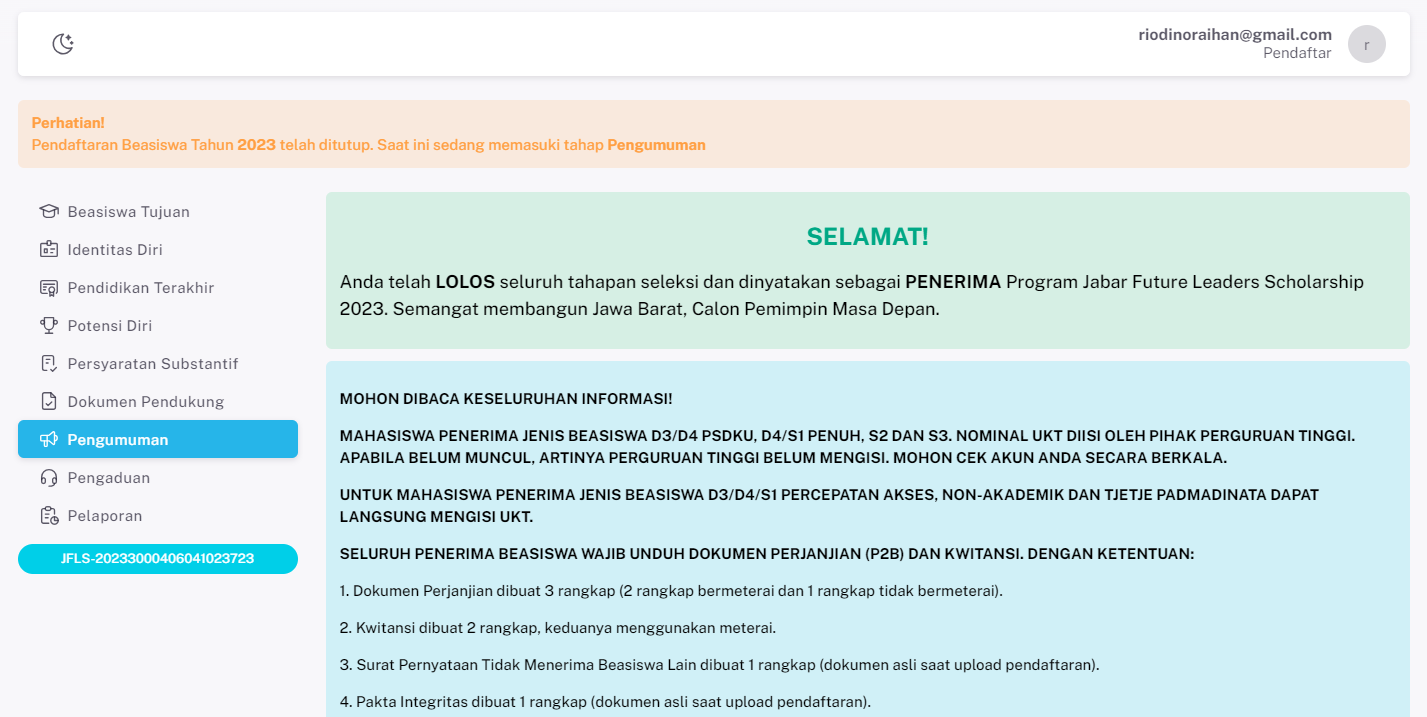 riodinoraihan@gmail.com
Pendaftar
r
Perhatian!
Pendaftaran Beasiswa Tahun 2023 telah ditutup. Saat ini sedang memasuki tahap Pengumuman
Beasiswa Tujuan
Identitas Diri
Pendidikan Terakhir
Potensi Diri
Persyaratan Substantif
Dokumen Pendukung
Pengumuman
Pengaduan
Pelaporan
JFLS-20233000406041023723
SELAMAT!
Anda telah LOLOS seluruh tahapan seleksi dan dinyatakan sebagai PENERIMA Program Jabar Future Leaders Scholarship
2023. Semangat membangun Jawa Barat, Calon Pemimpin Masa Depan.
MOHON DIBACA KESELURUHAN INFORMASI!
MAHASISWA PENERIMA JENIS BEASISWA D3/D4 PSDKU, D4/S1 PENUH, S2 DAN S3. NOMINAL UKT DIISI OLEH PIHAK PERGURUAN TINGGI.
APABILA BELUM MUNCUL, ARTINYA PERGURUAN TINGGI BELUM MENGISI. MOHON CEK AKUN ANDA SECARA BERKALA.
UNTUK MAHASISWA PENERIMA JENIS BEASISWA D3/D4/S1 PERCEPATAN AKSES, NON-AKADEMIK DAN TJETJE PADMADINATA DAPAT
LANGSUNG MENGISI UKT.
SELURUH PENERIMA BEASISWA WAJIB UNDUH DOKUMEN PERJANJIAN (P2B) DAN KWITANSI. DENGAN KETENTUAN:
1. Dokumen Perjanjian dibuat 3 rangkap (2 rangkap bermeterai dan 1 rangkap tidak bermeterai).
2. Kwitansi dibuat 2 rangkap, keduanya menggunakan meterai.
3. Surat Pernyataan Tidak Menerima Beasiswa Lain dibuat 1 rangkap (dokumen asli saat upload pendaftaran).
4. Pakta Integritas dibuat 1 rangkap (dokumen asli saat upload pendaftaran).